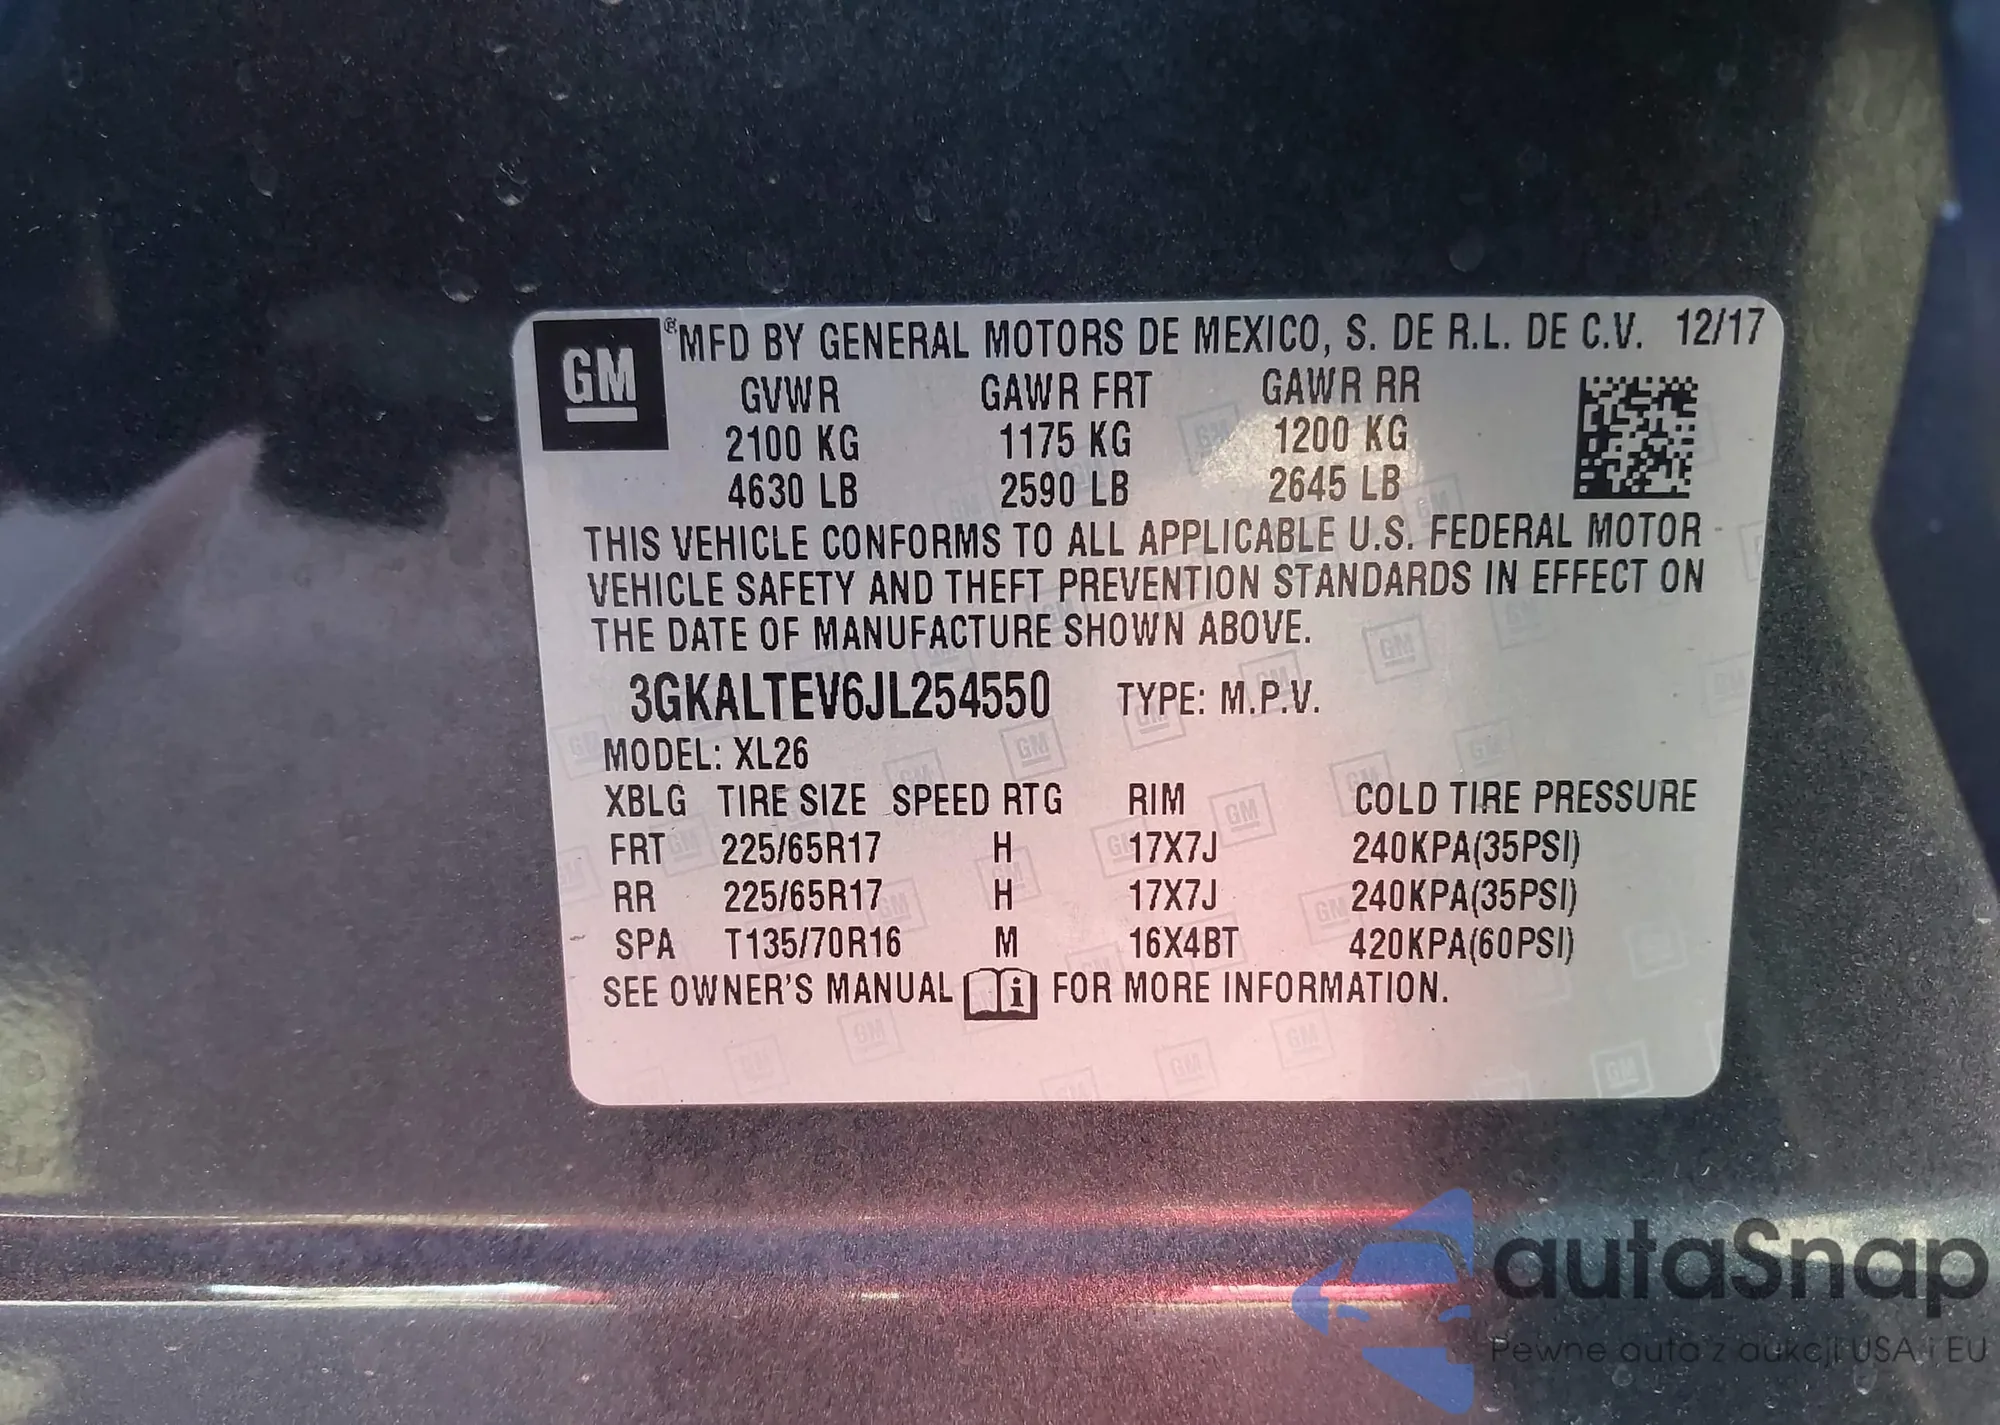 GM
® MFD BY GENERAL MOTORS DE MEXICO, S. DE R.L. DE C.V. 12/17
GVWR GAWR FRT GAWR RR
2100 KG 1175 KG 1200 KG
4630 LB 2590 LB 2645 LB
THIS VEHICLE CONFORMS TO ALL APPLICABLE U.S. FEDERAL MOTOR
VEHICLE SAFETY AND THEFT PREVENTION STANDARDS IN EFFECT ON
THE DATE OF MANUFACTURE SHOWN ABOVE.
3GKALTEV6JL254550 TYPE: M.P.V.
MODEL: XL26
XBLG TIRE SIZE SPEED RTG RIM COLD TIRE PRESSURE
FRT 225/65R17 H 17X7J 240KPA(35PSI)
RR 225/65R17 H 17X7J 240KPA(35PSI)
SPA T135/70R16 M 16X4BT 420KPA(60PSI)
SEE OWNER'S MANUAL i FOR MORE INFORMATION.
autaSnap
Pewne auta z aukcji USA i EU